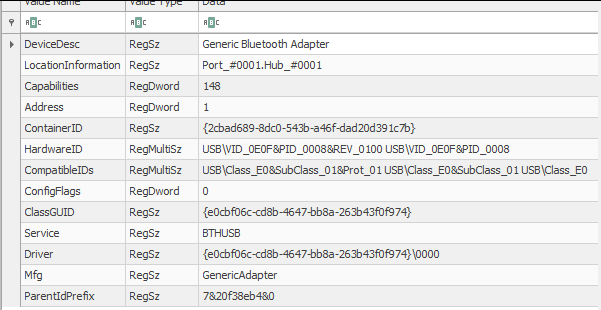 Value Name Value Type Data
ABC ABC ABC
DeviceDesc RegSz Generic Bluetooth Adapter
LocationInformation RegSz Port_#0001.Hub_#0001
Capabilities RegDword 148
Address RegDword 1
ContainerID RegSz {2cbad689-8dc0-543b-a46f-dad20d391c7b}
HardwareID RegMultiSz USB\VID_0E0F&PID_0008&REV_0100 USB\VID_0E0F&PID_0008
CompatibleIDs RegMultiSz USB\Class_E0&SubClass_01&Prot_01 USB\Class_E0&SubClass_01 USB\Class_E0
ConfigFlags RegDword 0
ClassGUID RegSz {e0cbf06c-cd8b-4647-bb8a-263b43f0f974}
Service RegSz BTHUSB
Driver RegSz {e0cbf06c-cd8b-4647-bb8a-263b43f0f974}\0000
Mfg RegSz GenericAdapter
ParentIdPrefix RegSz 7&20f38eb4&0